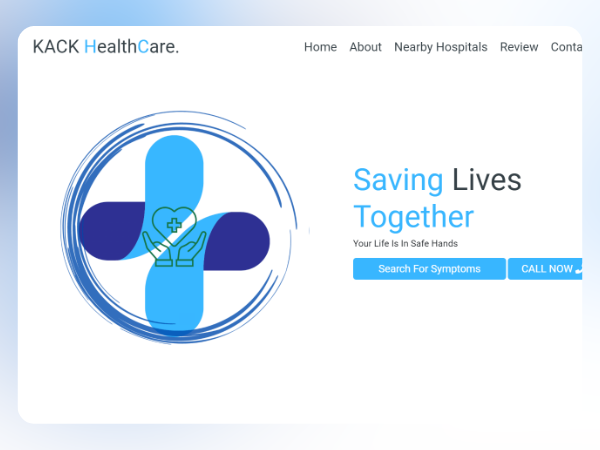 KACK HealthCare.
Home About Nearby Hospitals Review Conta
Saving Lives
Together
Your Life Is In Safe Hands
Search For Symptoms CALL NOW